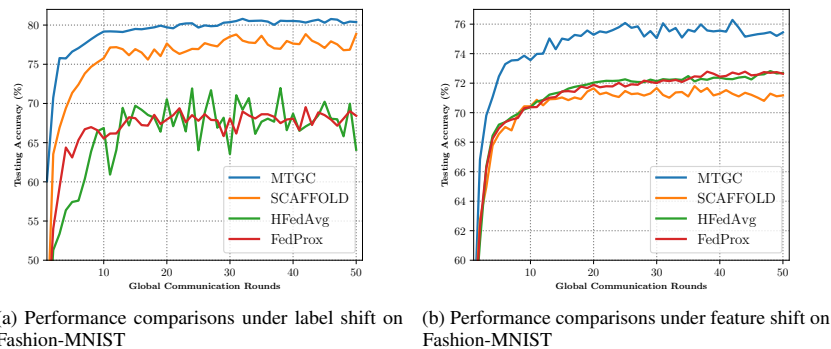 80
75
70
65
60
55
50
10
20
30
40
50
Testing Accuracy (%)
Global Communication Rounds
MTGC
SCAFFOLD
HFedAvg
FedProx
76
74
72
70
68
66
64
62
60
10
20
30
40
50
Testing Accuracy (%)
Global Communication Rounds
MTGC
SCAFFOLD
HFedAvg
FedProx
(a) Performance comparisons under label shift on
Fashion-MNIST
(b) Performance comparisons under feature shift on
Fashion-MNIST